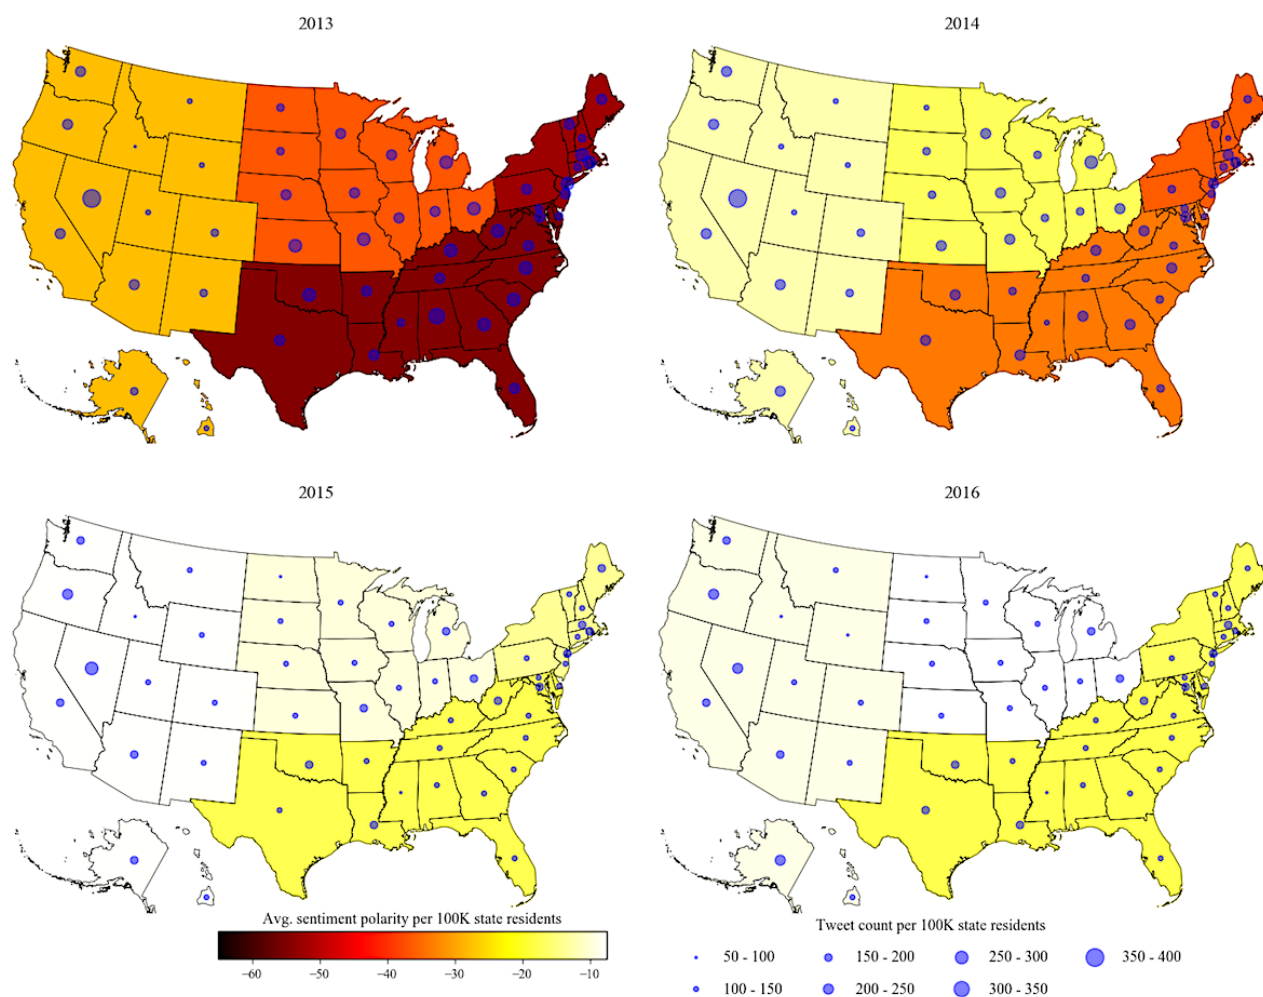 2013
2014
2015
2016
Avg. sentiment polarity per 100K state residents
−60 −50 −40 −30 −20 −10
Tweet count per 100K state residents
50 - 100 150 - 200 250 - 300 350 - 400
100 - 150 200 - 250 300 - 350